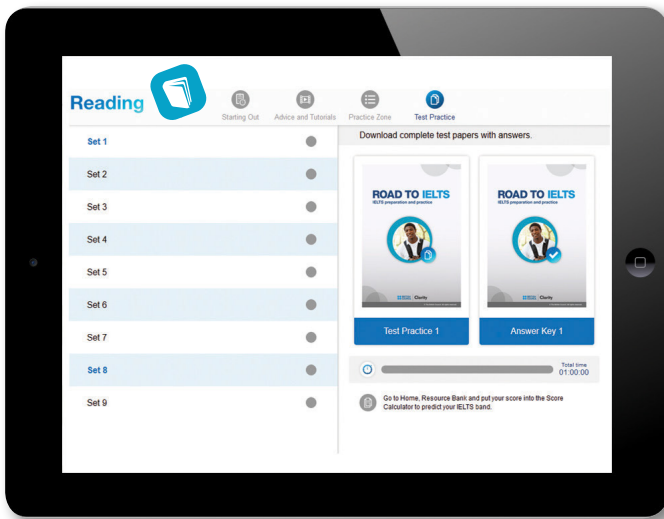 Reading
Starting Out
Advice and Tutorials
Practice Zone
Test Practice
Set 1
Set 2
Set 3
Set 4
Set 5
Set 6
Set 7
Set 8
Set 9
Download complete test papers with answers.
ROAD TO IELTS
IELTS preparation and practice
Clarity
Test Practice 1
ROAD TO IELTS
IELTS preparation and practice
Clarity
Answer Key 1
Total time
01:00:00
Go to Home, Resource Bank and put your score into the Score
Calculator to predict your IELTS band.